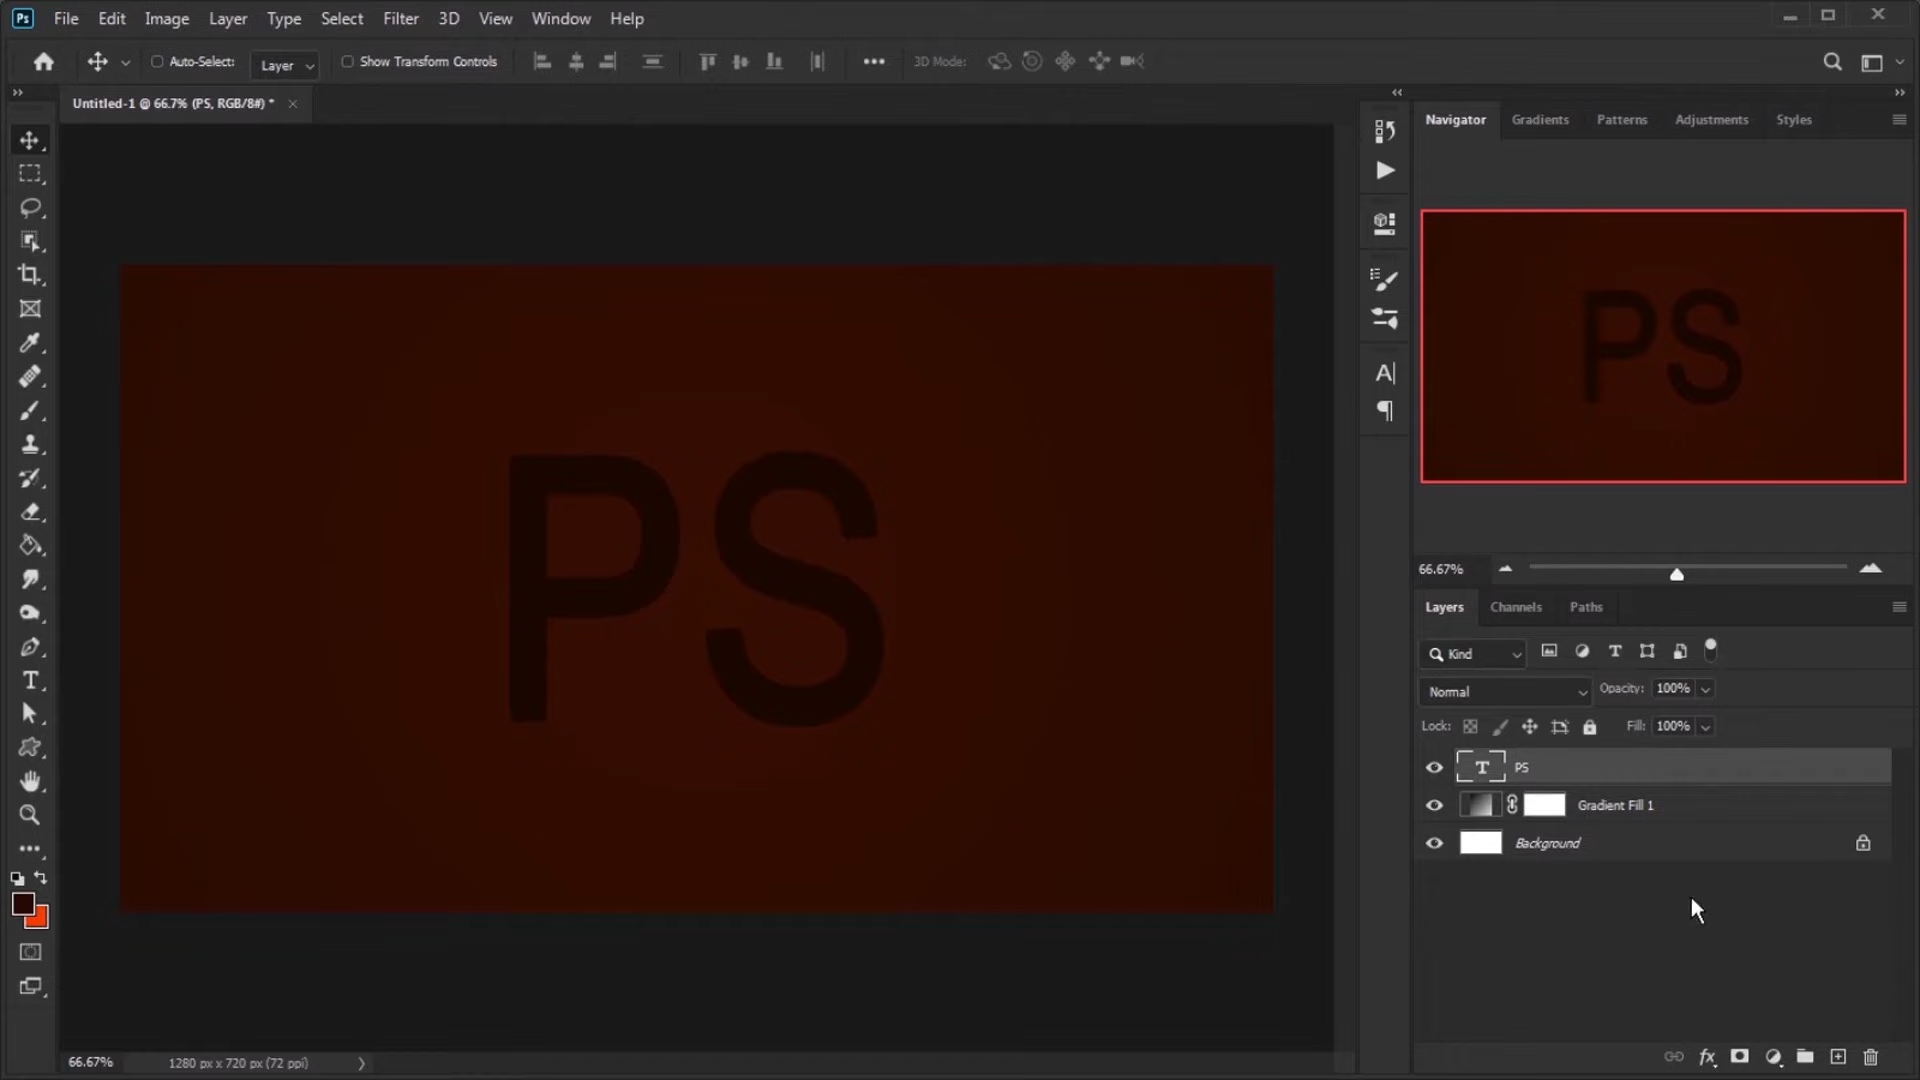 Ps File Edit Image Layer Type Select Filter 3D View Window Help
Auto-Select: Layer Show Transform Controls 3D Mode:
Untitled-1 @ 66.7% (PS, RGB/8#) *
Navigator Gradients Patterns Adjustments Styles
PS
PS
66.67%
Layers Channels Paths
Kind
Normal Opacity: 100%
Lock: Fill: 100%
T PS
Gradient Fill 1
Background
fx
66.67% 1280 px x 720 px (72 ppi)